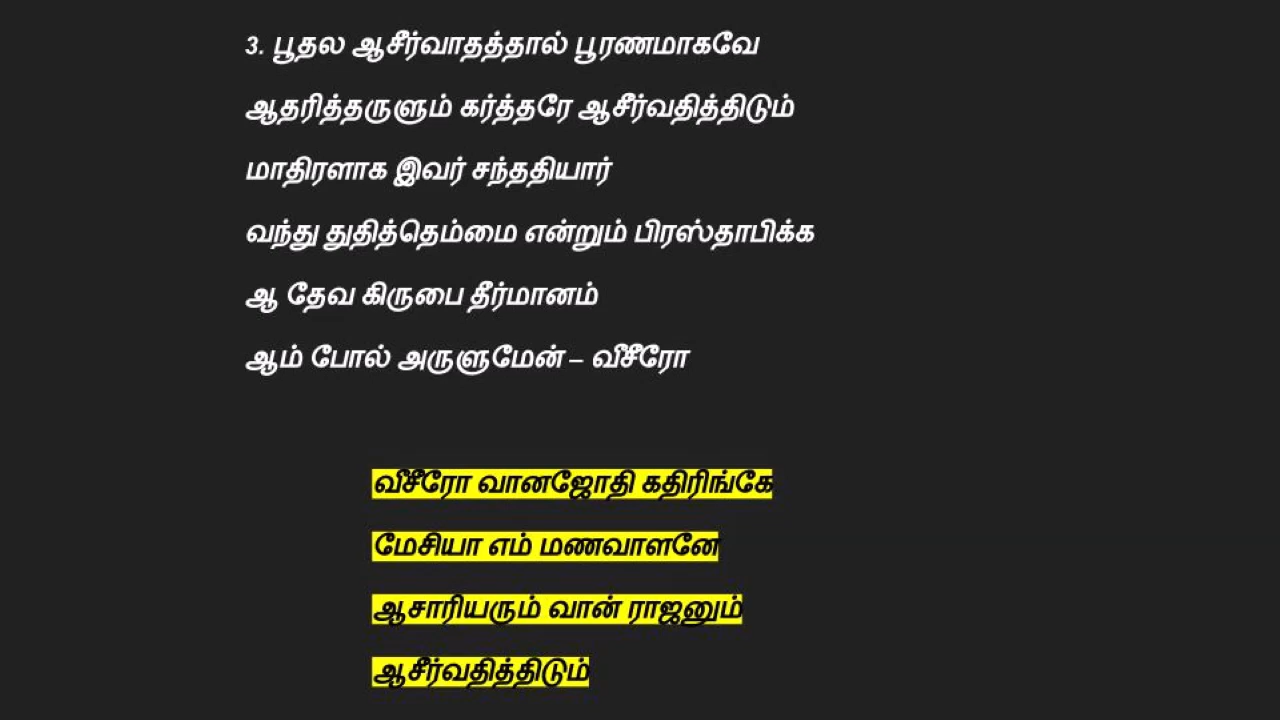 3. பூதல ஆசீர்வாதத்தால் பூரணமாகவே
ஆதரித்தருளும் கர்த்தரே ஆசீர்வதித்திடும்
மாதிரளாக இவர் சந்ததியார்
வந்து துதித்தெம்மை என்றும் பிரஸ்தாபிக்க
ஆ தேவ கிருபை தீர்மானம்
ஆம் போல் அருளுமேன் – வீசீரோ
வீசீரோ வானஜோதி கதிரிங்கே
மேசியா எம் மணவாளனே
ஆசாரியரும் வான் ராஜனும்
ஆசீர்வதித்திடும்